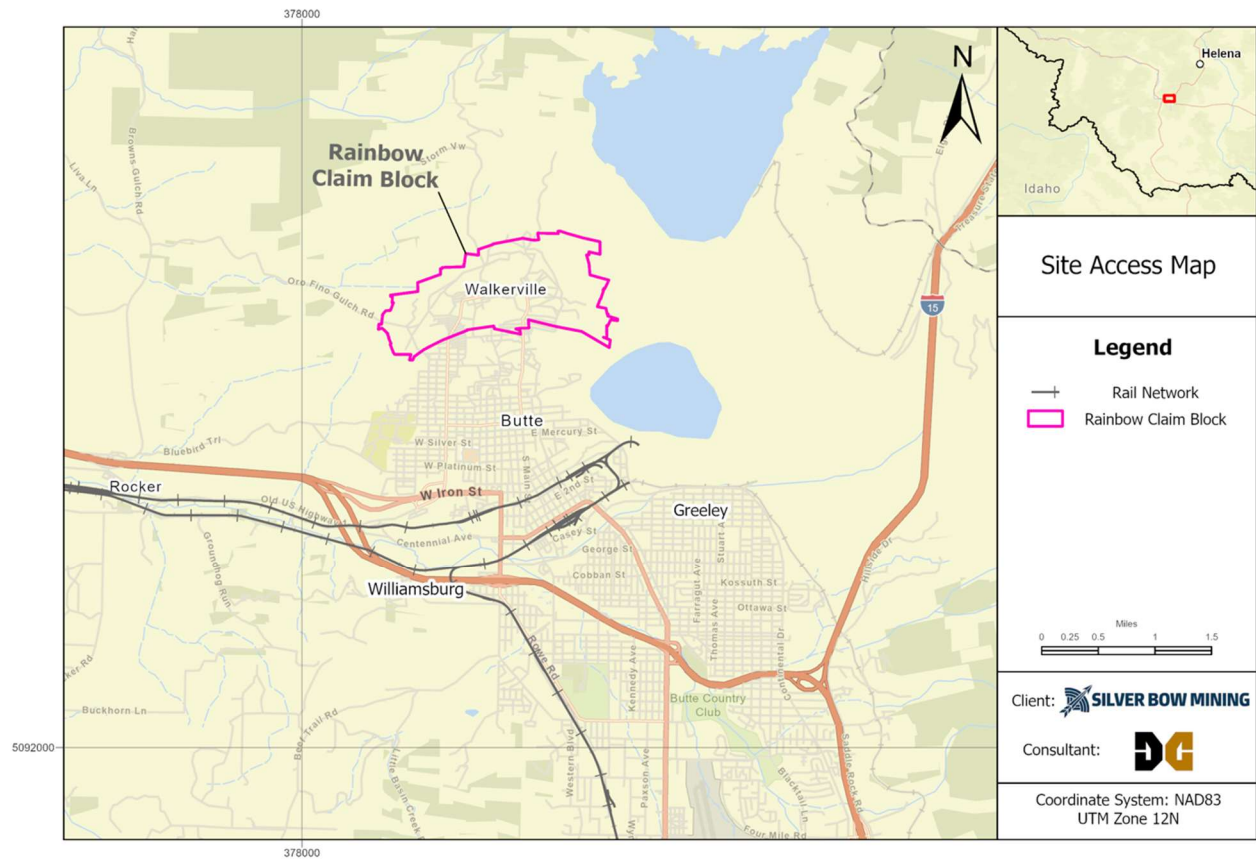 378000
N
Helena
Idaho
Rainbow
Claim Block
Storm Vw
Browns Gulch Rd
Liva Ln
Oro Fino Gulch Rd
Walkerville
15
Site Access Map
Legend
Rail Network
Rainbow Claim Block
Butte
E Mercury St
W Silver St
Bluebird Trl
W Platinum St
S Main St
Rocker
W Iron St
E 2nd St
Old US Highway
Greeley
Centennial Ave
Casey St
George St
Stuart A
Hillside Dr
Groundhog Run
Cobban St
Kossuth St
Williamsburg
Farragut Ave
Ottawa St
Thomas Ave
Continental Dr
Miles
0 0.25 0.5 1 1.5
Rowe Rd
Kennedy Ave
ker Rd
Butte Country
Club
Buckhorn Ln
Client: SILVER BOW MINING
5092000
Western Blvd
Paxson Ave
Saddle Rock Rd
Blacktail Ln
Little Basin Creek
Consultant:
Four Mile Rd
Coordinate System: NAD83
UTM Zone 12N
378000